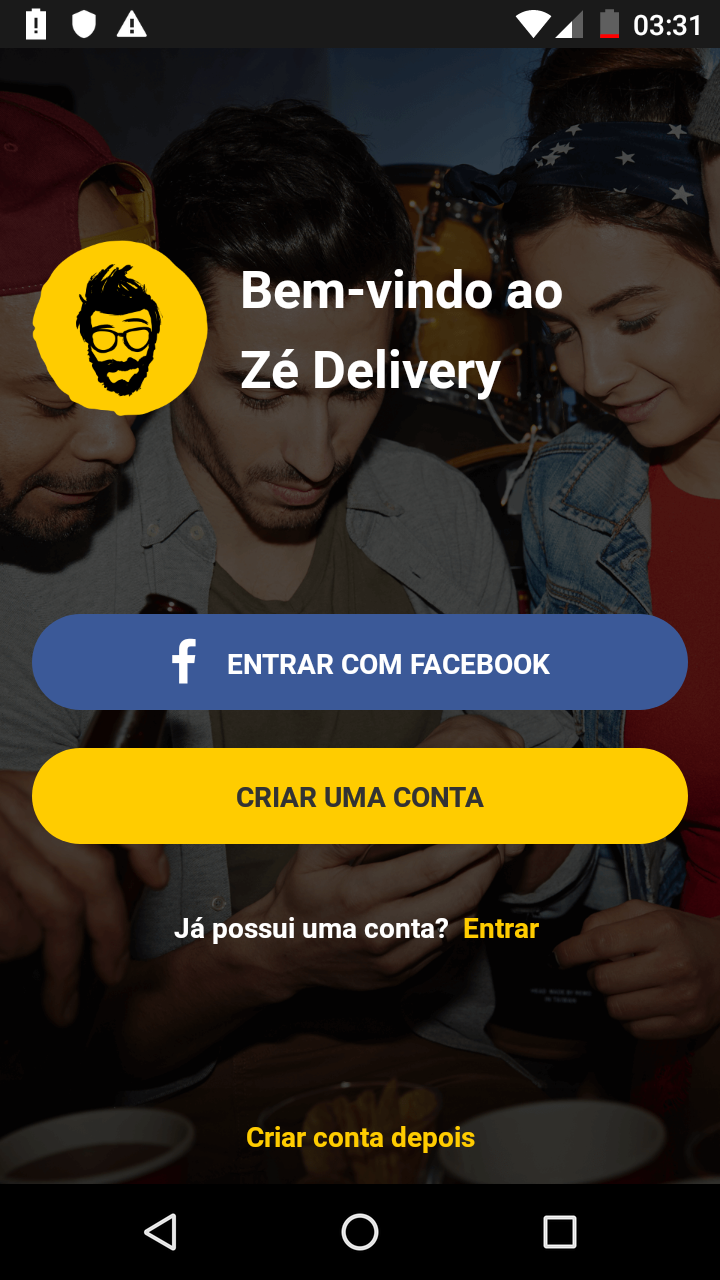 03:31
Bem-vindo ao
Zé Delivery
ENTRAR COM FACEBOOK
CRIAR UMA CONTA
Já possui uma conta? Entrar
Criar conta depois